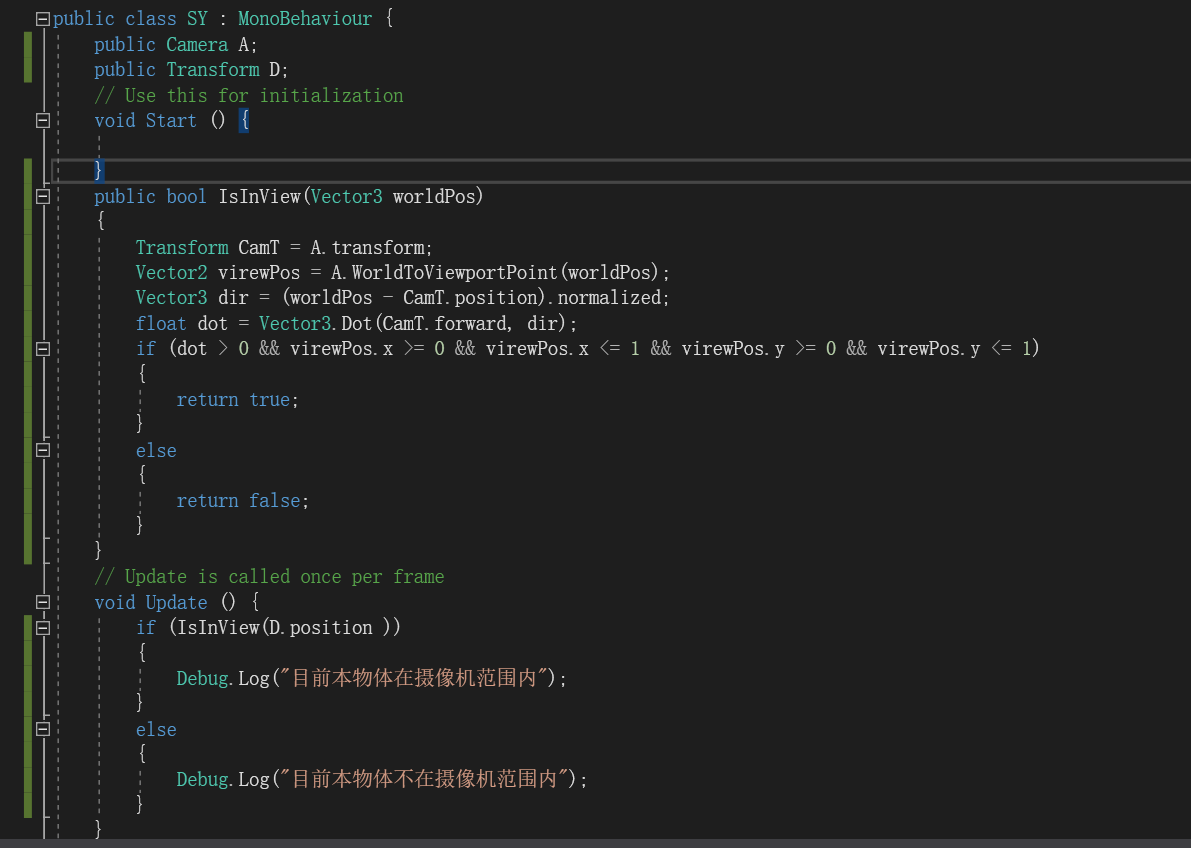 public class SY : MonoBehaviour {
public Camera A;
public Transform D;
// Use this for initialization
void Start () {
}
public bool IsInView(Vector3 worldPos)
{
Transform CamT = A.transform;
Vector2 virewPos = A.WorldToViewportPoint(worldPos);
Vector3 dir = (worldPos - CamT.position).normalized;
float dot = Vector3.Dot(CamT.forward, dir);
if (dot > 0 && virewPos.x >= 0 && virewPos.x <= 1 && virewPos.y >= 0 && virewPos.y <= 1)
{
return true;
}
else
{
return false;
}
}
// Update is called once per frame
void Update () {
if (IsInView(D.position ))
{
Debug.Log("目前本物体在摄像机范围内");
}
else
{
Debug.Log("目前本物体不在摄像机范围内");
}
}